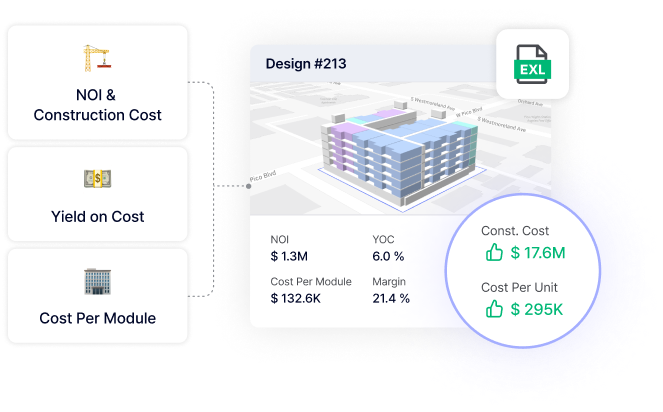 NOI &
Construction Cost
Yield on Cost
Cost Per Module
Design #213
EXL
S Westmoreland Ave
W Pico Blvd
S Westmoreland Ave
Orchard Ave
Pico Blvd
NOI
$ 1.3M
YOC
6.0 %
Cost Per Module
$ 132.6K
Margin
21.4 %
Const. Cost
$ 17.6M
Cost Per Unit
$ 295K